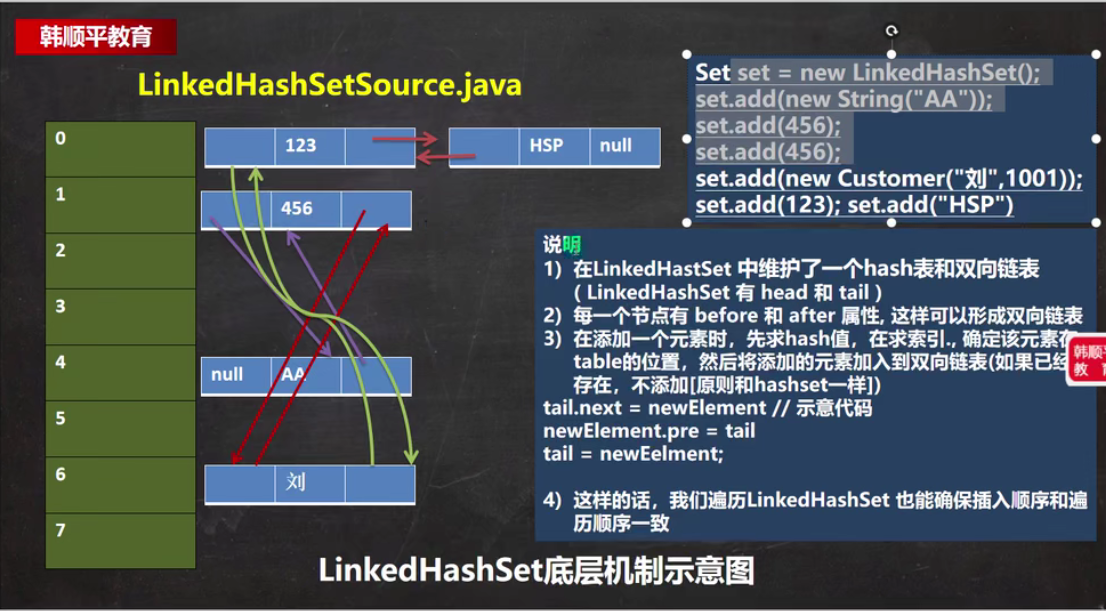 韩顺平教育
LinkedHashSetSource.java
0
1
2
3
4
5
6
7
123
HSP
null
456
null
AA
刘
Set set = new LinkedHashSet();
set.add(new String("AA"));
set.add(456);
set.add(456);
set.add(new Customer("刘",1001));
set.add(123); set.add("HSP")
说明
1) 在LinkedHastSet 中维护了一个hash表和双向链表
( LinkedHashSet 有 head 和 tail )
2) 每一个节点有 before 和 after 属性, 这样可以形成双向链表
3) 在添加一个元素时，先求hash值，在求索引., 确定该元素在
table的位置，然后将添加的元素加入到双向链表(如果已经
存在，不添加[原则和hashset一样])
tail.next = newElement // 示意代码
newElement.pre = tail
tail = newEelment;
4) 这样的话，我们遍历LinkedHashSet 也能确保插入顺序和遍
历顺序一致
韩顺
教 育
LinkedHashSet底层机制示意图